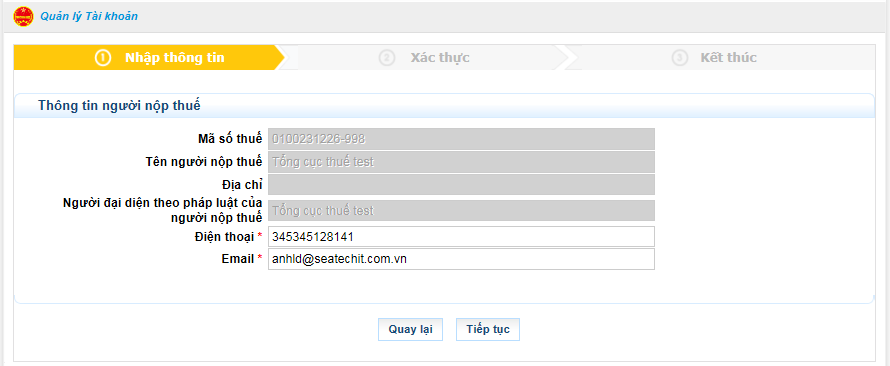 Quản lý Tài khoản
1 Nhập thông tin 2 Xác thực 3 Kết thúc
Thông tin người nộp thuế
Mã số thuế 0100231226-998
Tên người nộp thuế Tổng cục thuế test
Địa chỉ
Người đại diện theo pháp luật của
người nộp thuế Tổng cục thuế test
Điện thoại * 345345128141
Email * anhld@seatechit.com.vn
Quay lại Tiếp tục